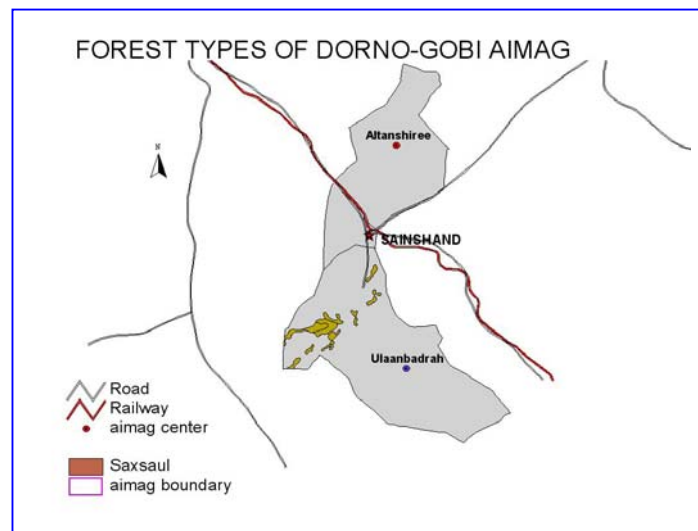 FOREST TYPES OF DORNO-GOBI AIMAG
N
Altanshiree
SAINSHAND
Ulaanbadrah
Road
Railway
aimag center
Saxsaul
aimag boundary